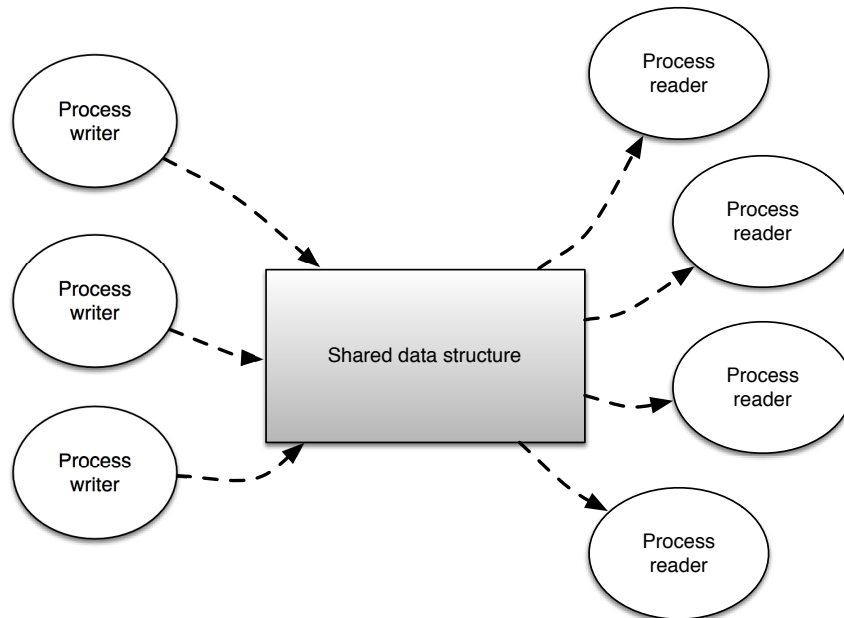 Process
writer
Process
writer
Process
writer
Shared data structure
Process
reader
Process
reader
Process
reader
Process
reader